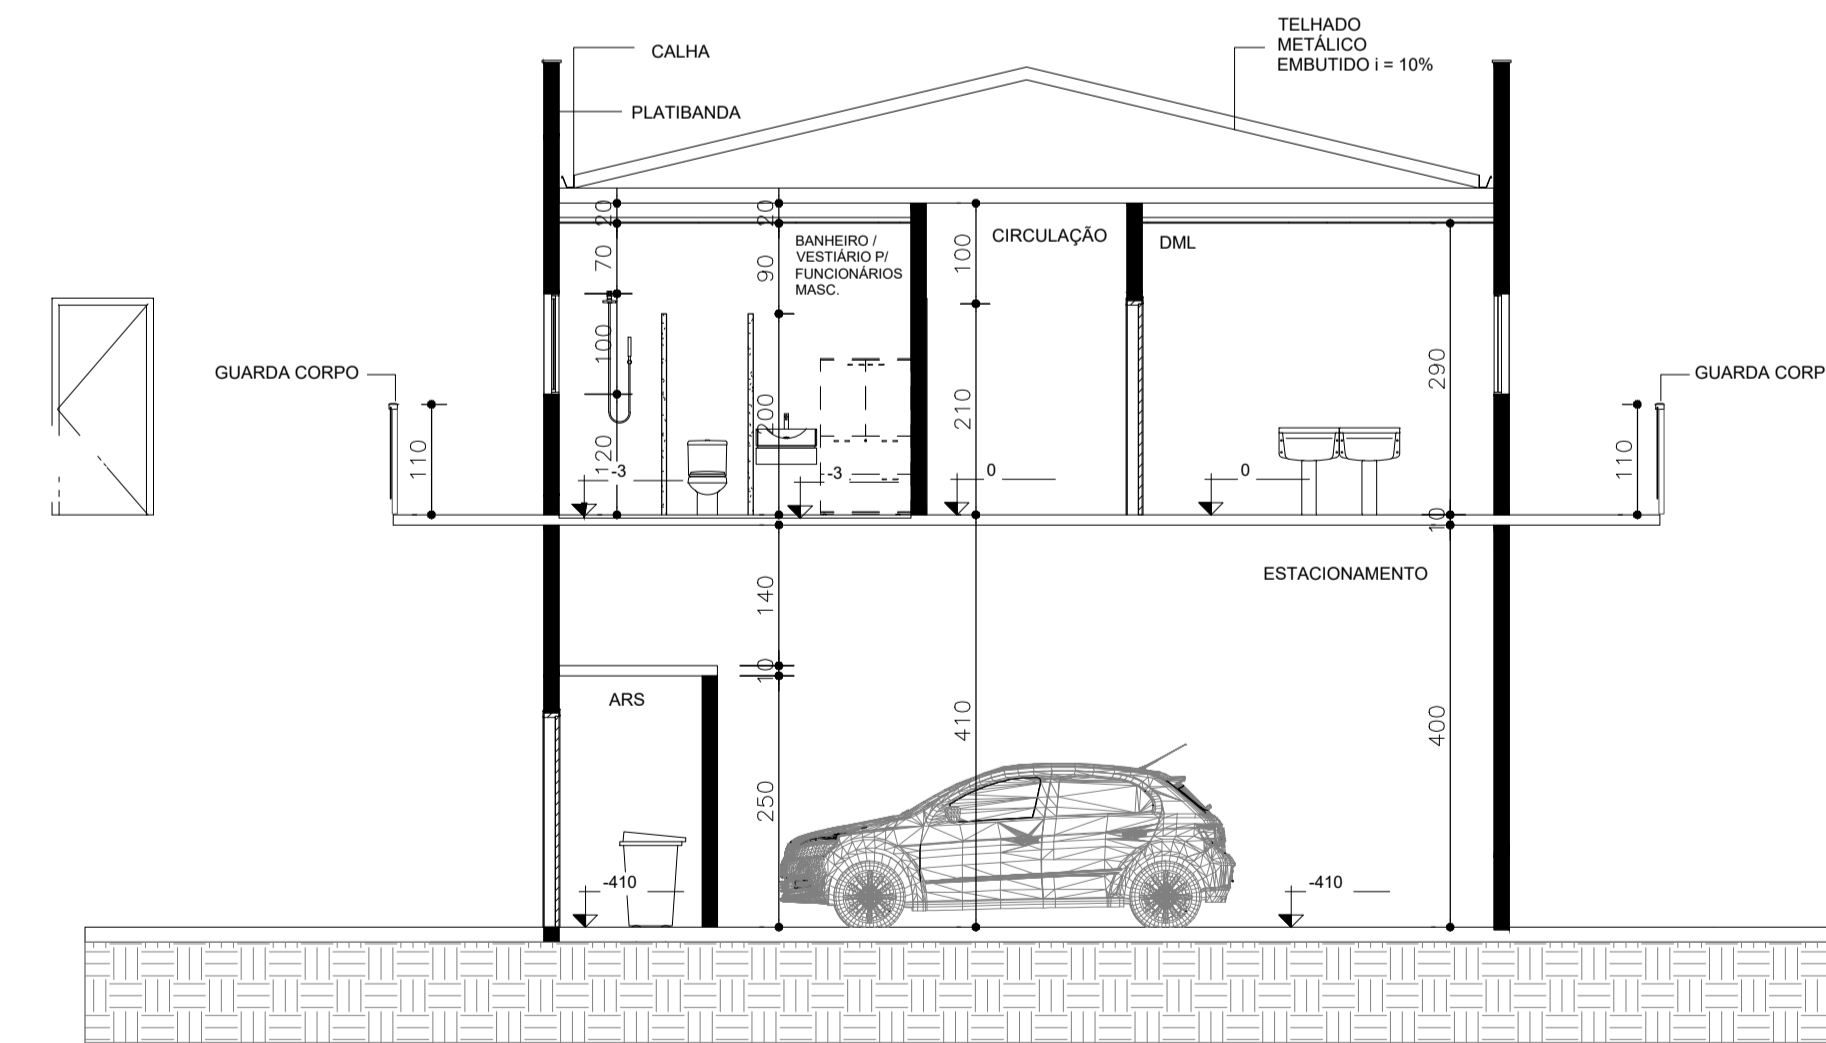 TELHADO
METÁLICO
EMBUTIDO i = 10%
CALHA
PLATIBANDA
20
20
BANHEIRO /
VESTIÁRIO P/
FUNCIONÁRIOS
MASC.
CIRCULAÇÃO
DML
70
90
100
100
290
GUARDA CORPO
GUARDA CORP
200
210
110
120
110
-3
-3
0
0
10
ESTACIONAMENTO
140
10
ARS
410
400
250
-410
-410